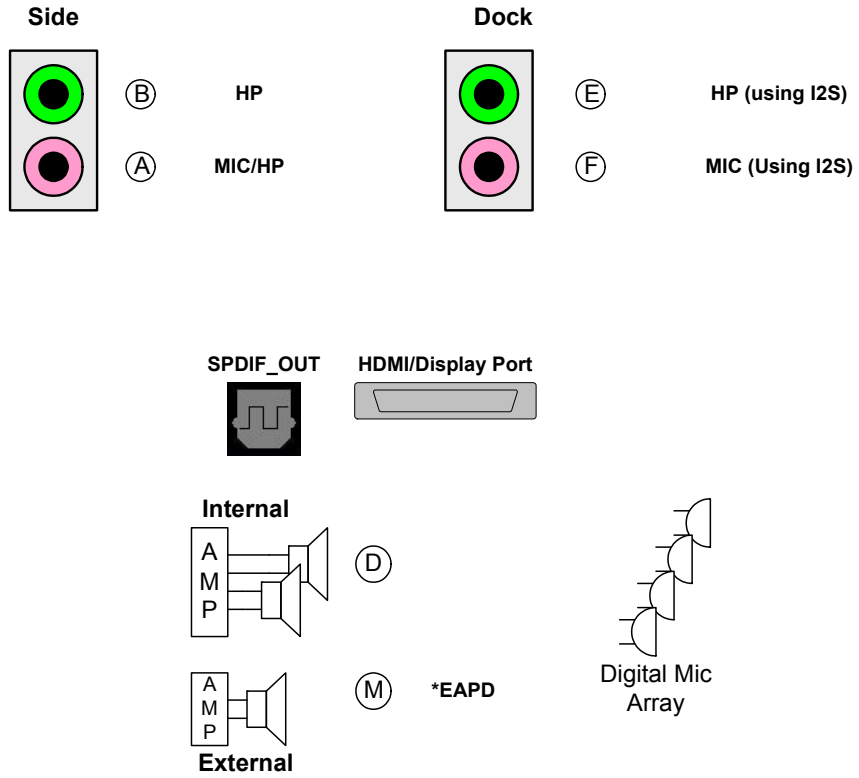 Side
Dock
B
HP
E
HP (using I2S)
A
MIC/HP
F
MIC (Using I2S)
SPDIF_OUT
HDMI/Display Port
Internal
A
M
P
D
A
M
P
M
*EAPD
External
Digital Mic
Array